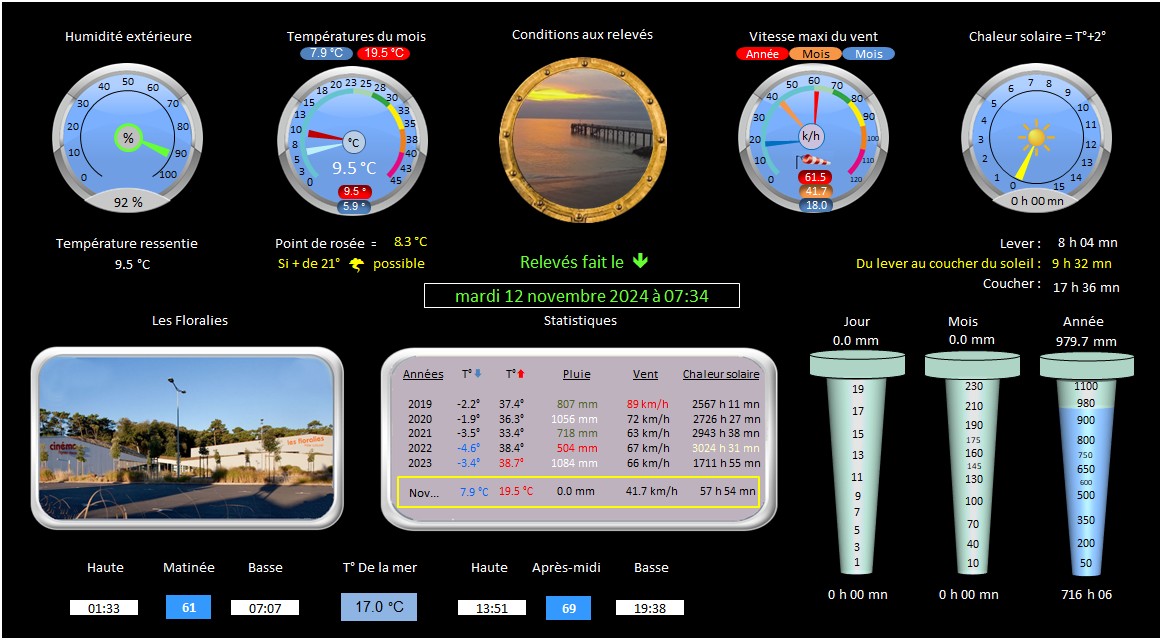 Humidité extérieure
Températures du mois
Conditions aux relevés
Vitesse maxi du vent
Chaleur solaire = T°+2°
7.9 °C 19.5 °C
Année Mois Mois
0 10 20 30 40 50 60 70 80 90 100
%
92 %
0 3 5 8 10 13 15 18 20 23 25 28 30 33 35 38 40 43 45
°C
9.5 °C
9.5 °
5.9 °
0 10 20 30 40 50 60 70 80 90 100 110 120
k/h
61.5
41.7
18.0
0 1 2 3 4 5 6 7 8 9 10 11 12 13 14 15
0 h 00 mn
Température ressentie
9.5 °C
Point de rosée = 8.3 °C
Si + de 21° possible
Relevés fait le
mardi 12 novembre 2024 à 07:34
Lever : 8 h 04 mn
Du lever au coucher du soleil : 9 h 32 mn
Coucher : 17 h 36 mn
Les Floralies
cinéma
les floralies
Statistiques
Années T° T° Pluie Vent Chaleur solaire
2019 -2.2° 37.4° 807 mm 89 km/h 2567 h 11 mn
2020 -1.9° 36.3° 1056 mm 72 km/h 2726 h 27 mn
2021 -3.5° 33.4° 718 mm 63 km/h 2943 h 38 mn
2022 -4.6° 38.4° 504 mm 67 km/h 3024 h 31 mn
2023 -3.4° 38.7° 1084 mm 66 km/h 1711 h 55 mn
Nov... 7.9 °C 19.5 °C 0.0 mm 41.7 km/h 57 h 54 mn
Jour
0.0 mm
19
17
15
13
11
9
7
5
3
1
0 h 00 mn
Mois
0.0 mm
230
210
190
175
160
145
130
100
70
40
10
0 h 00 mn
Année
979.7 mm
1100
980
900
800
750
650
600
500
350
200
50
716 h 06
Haute Matinée Basse
01:33 61 07:07
T° De la mer
17.0 °C
Haute Après-midi Basse
13:51 69 19:38